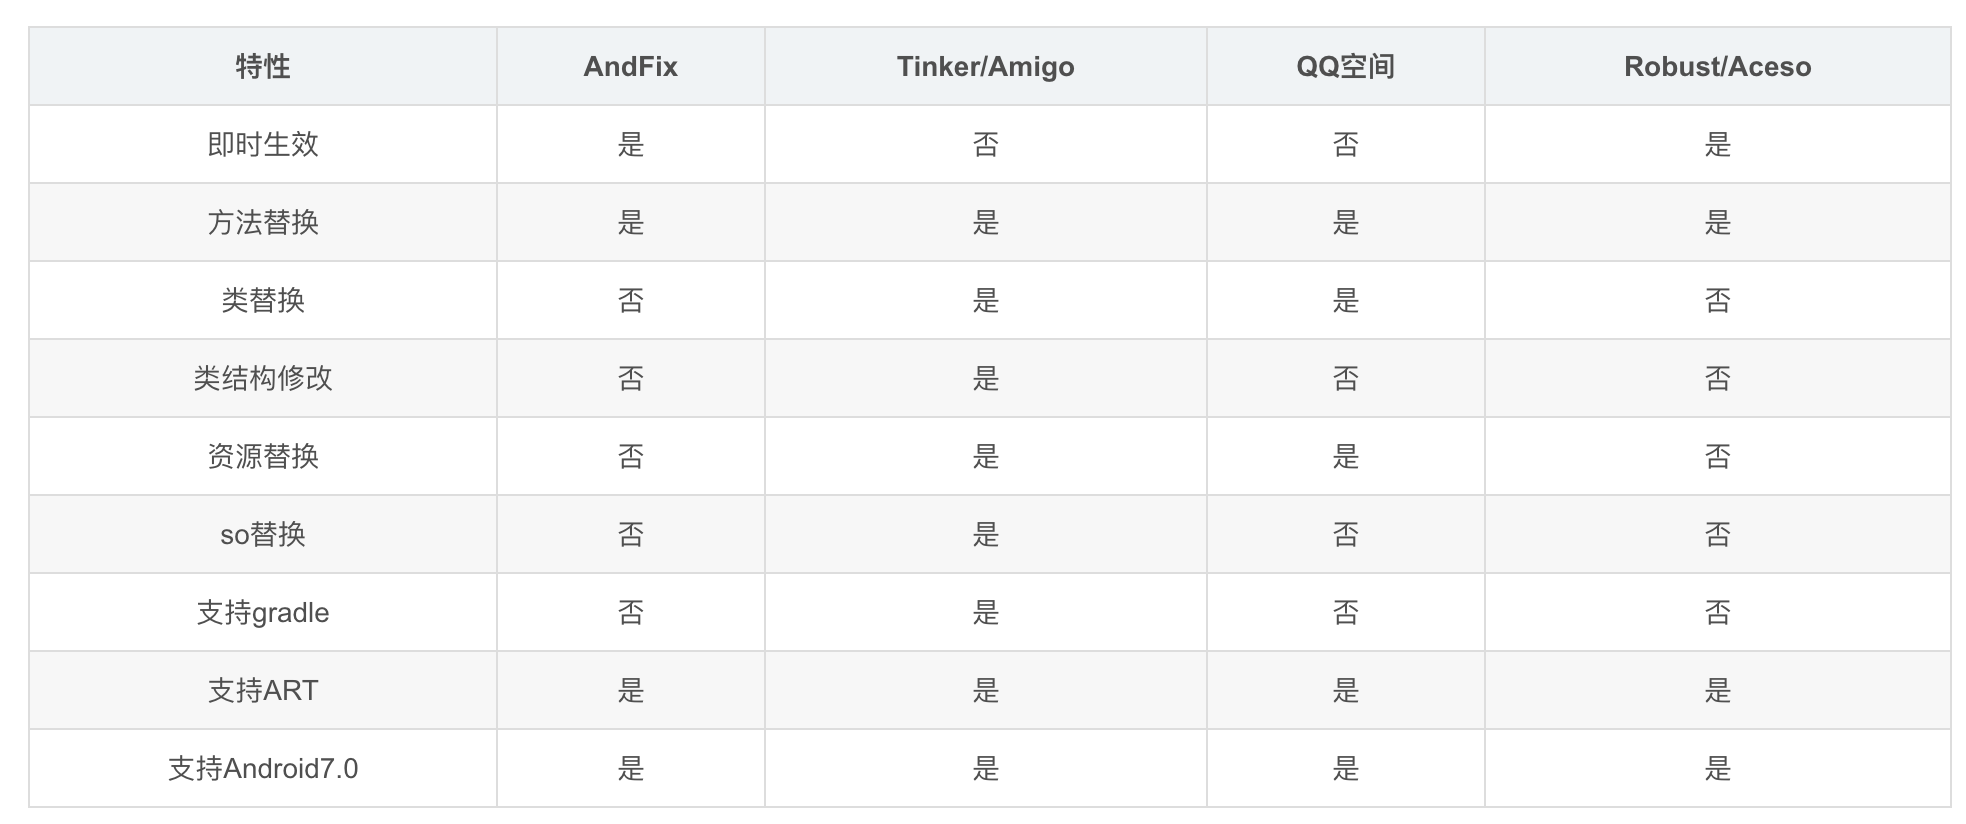 特性 AndFix Tinker/Amigo QQ空间 Robust/Aceso
即时生效 是 否 否 是
方法替换 是 是 是 是
类替换 否 是 是 否
类结构修改 否 是 否 否
资源替换 否 是 是 否
so替换 否 是 否 否
支持gradle 否 是 否 否
支持ART 是 是 是 是
支持Android7.0 是 是 是 是